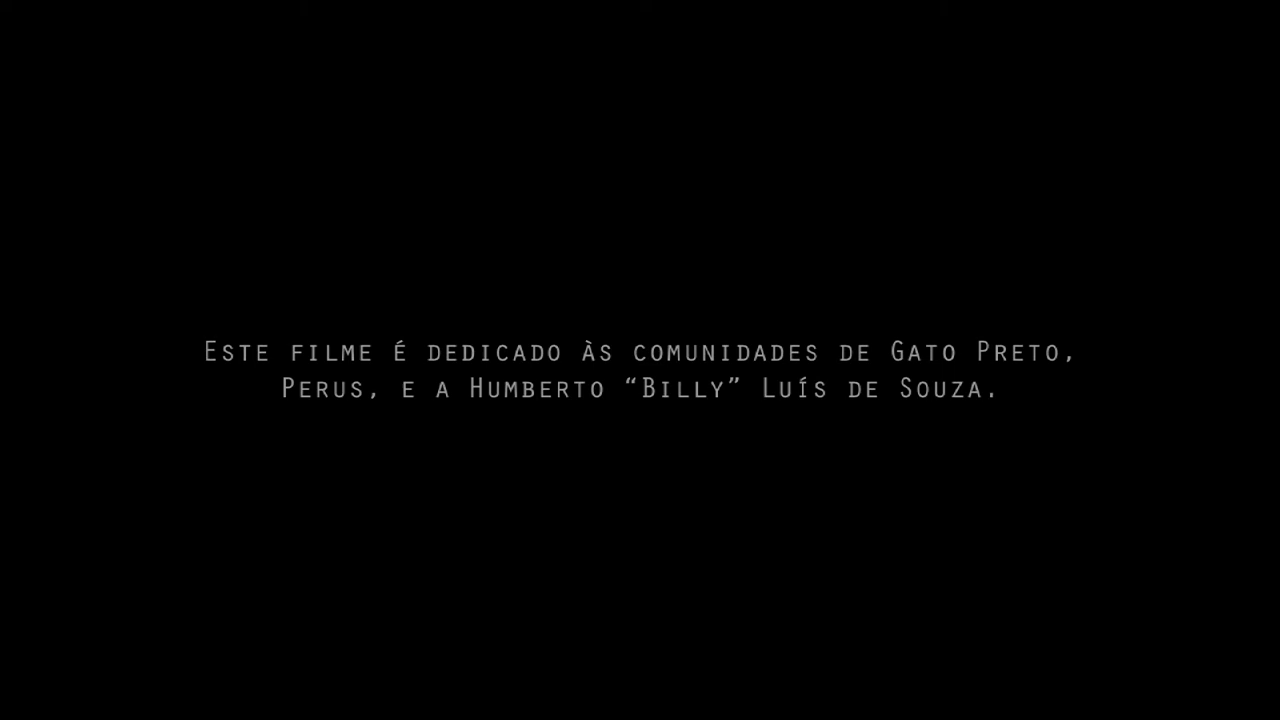 Este filme é dedicado às comunidades de Gato Preto,
Perus, e a Humberto “Billy” Luís de Souza.